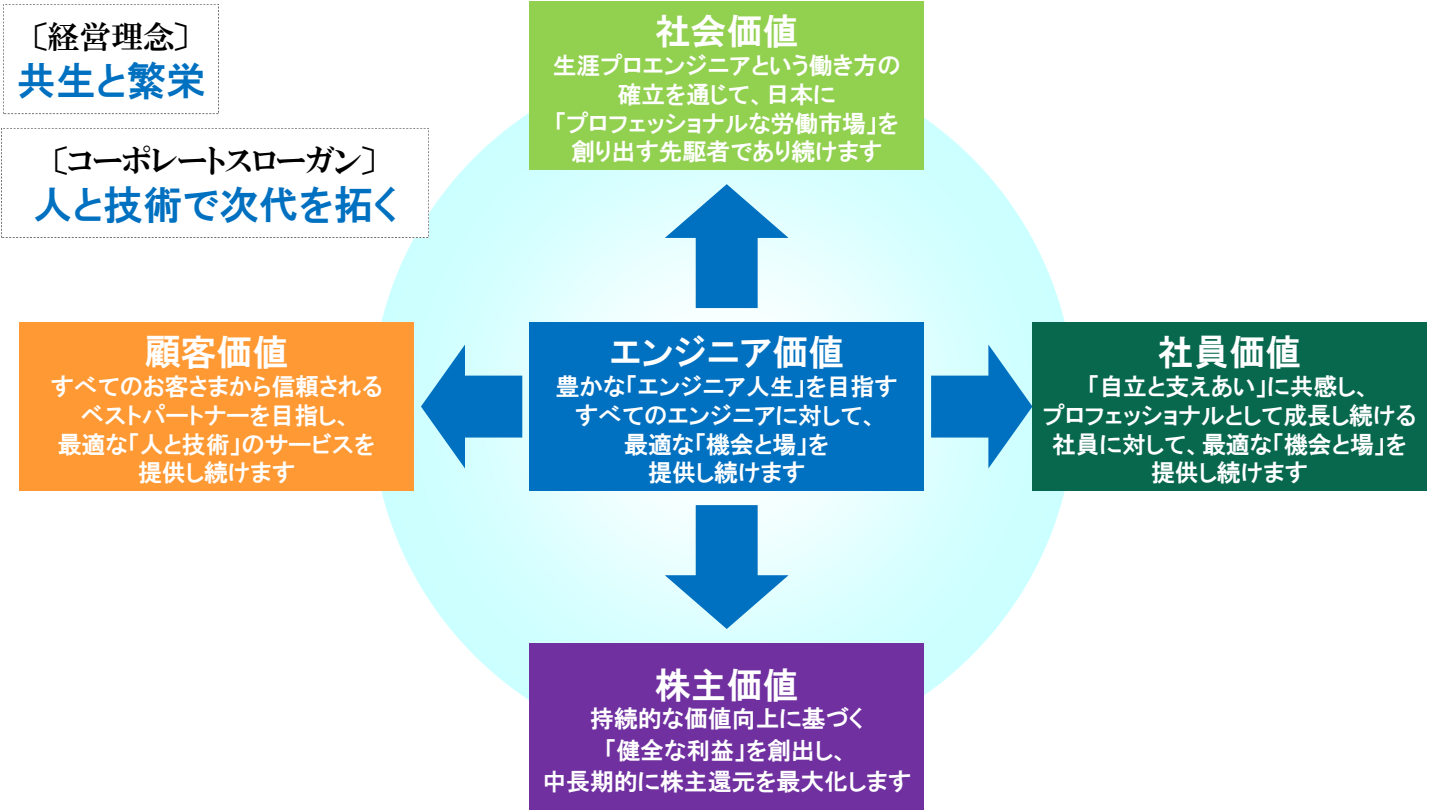 〔経営理念〕
共生と繁栄
〔コーポレートスローガン〕
人と技術で次代を拓く
社会価値
生涯プロエンジニアという働き方の
確立を通じて、日本に
「プロフェッショナルな労働市場」を
創り出す先駆者であり続けます
顧客価値
すべてのお客さまから信頼される
ベストパートナーを目指し、
最適な「人と技術」のサービスを
提供し続けます
エンジニア価値
豊かな「エンジニア人生」を目指す
すべてのエンジニアに対して、
最適な「機会と場」を
提供し続けます
社員価値
「自立と支えあい」に共感し、
プロフェッショナルとして成長し続ける
社員に対して、最適な「機会と場」を
提供し続けます
株主価値
持続的な価値向上に基づく
「健全な利益」を創出し、
中長期的に株主還元を最大化します